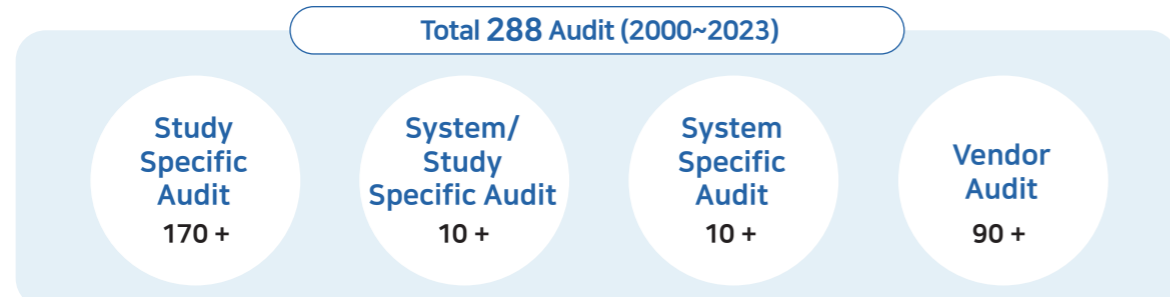 Total 288 Audit (2000~2023)
Study
Specific
Audit
170 +
System/
Study
Specific Audit
10 +
System
Specific
Audit
10 +
Vendor
Audit
90 +